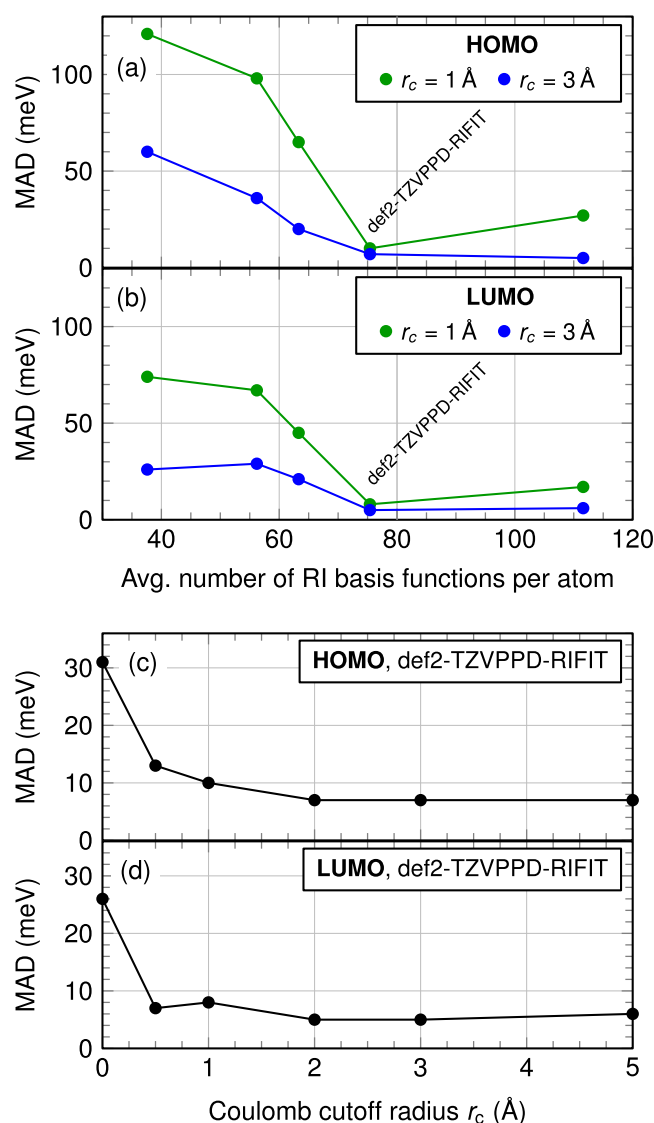 (a)
HOMO
r_c = 1 Å r_c = 3 Å
def2-TZVPPD-RIFIT
MAD (meV)
100
50
0
(b)
LUMO
r_c = 1 Å r_c = 3 Å
def2-TZVPPD-RIFIT
MAD (meV)
100
50
0
40 60 80 100 120
Avg. number of RI basis functions per atom
(c)
HOMO, def2-TZVPPD-RIFIT
MAD (meV)
30
20
10
0
(d)
LUMO, def2-TZVPPD-RIFIT
MAD (meV)
30
20
10
0
0 1 2 3 4 5
Coulomb cutoff radius r_c (Å)